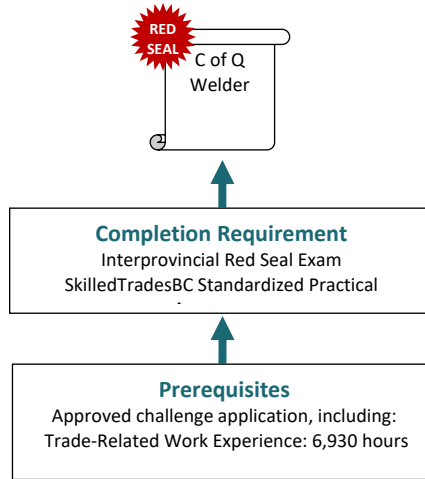 RED
SEAL
C of Q
Welder
Completion Requirement
Interprovincial Red Seal Exam
SkilledTradesBC Standardized Practical
Prerequisites
Approved challenge application, including:
Trade-Related Work Experience: 6,930 hours